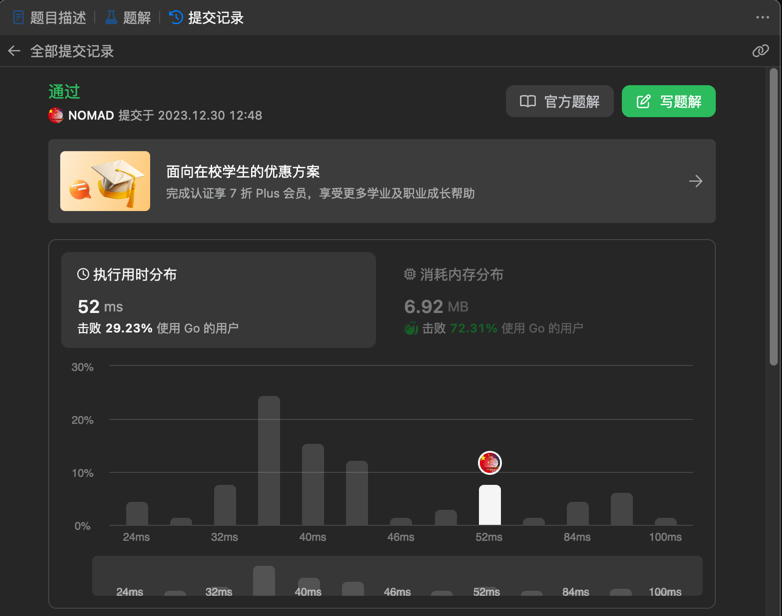 题目描述 题解 提交记录
全部提交记录
通过
NOMAD 提交于 2023.12.30 12:48
官方题解
写题解
面向在校学生的优惠方案
完成认证享 7 折 Plus 会员，享受更多学业及职业成长帮助
执行用时分布
52 ms
击败 29.23% 使用 Go 的用户
消耗内存分布
6.92 MB
击败 72.31% 使用 Go 的用户
30%
20%
10%
0%
24ms 32ms 40ms 46ms 52ms 84ms 100ms
24ms 32ms 40ms 46ms 52ms 84ms 100ms